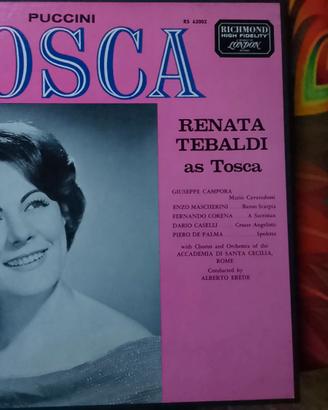 PUCCINI
RS 62002
OSCA
RICHMOND
HIGH FIDELITY
LONDON
RENATA
TEBALDI
as Tosca
GIUSEPPE CAMPORA
Mario Cavaradossi
ENZO MASCHERINI . . Baron Scarpia
FERNANDO CORENA . . . A Sacristan
DARIO CASELLI . . . Cesare Angelotti
PIERO DE PALMA . . . . . Spoletta
with Chorus and Orchestra of the
ACCADEMIA DI SANTA CECILIA,
ROME
Conducted by
ALBERTO EREDE